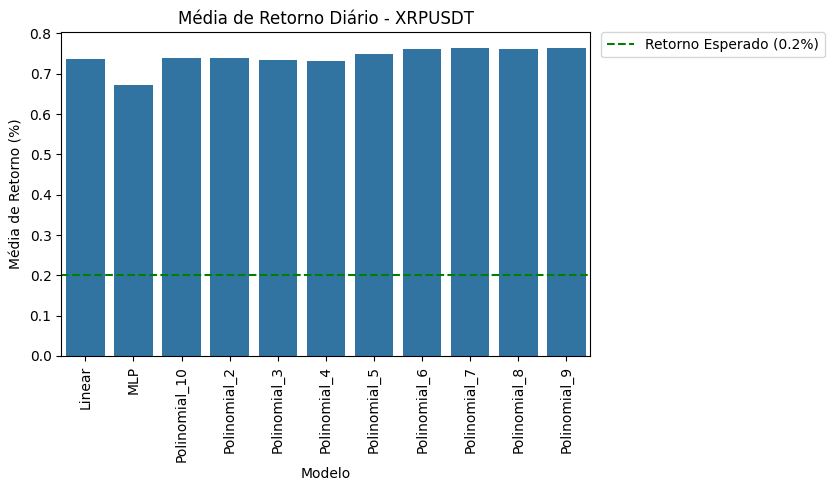 Média de Retorno Diário - XRPUSDT
Retorno Esperado (0.2%)
Média de Retorno (%)
0.8
0.7
0.6
0.5
0.4
0.3
0.2
0.1
0.0
Linear
MLP
Polinomial_10
Polinomial_2
Polinomial_3
Polinomial_4
Polinomial_5
Polinomial_6
Polinomial_7
Polinomial_8
Polinomial_9
Modelo